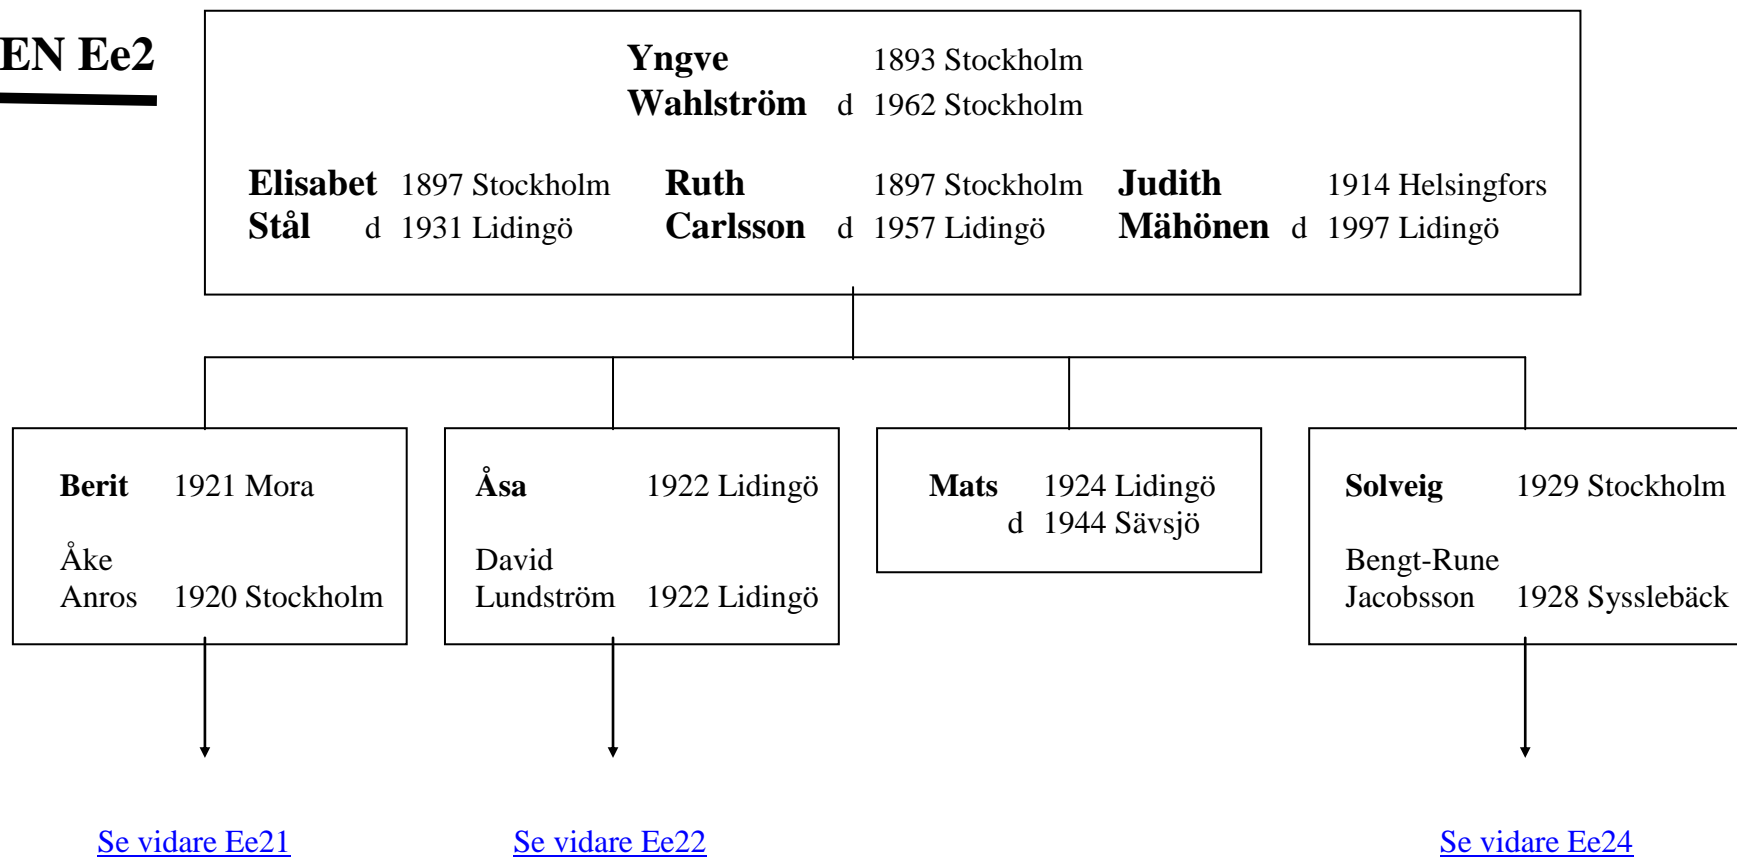 EN Ee2
Yngve 1893 Stockholm
Wahlström d 1962 Stockholm
Elisabet 1897 Stockholm Ruth 1897 Stockholm Judith 1914 Helsingfors
Stål d 1931 Lidingö Carlsson d 1957 Lidingö Mähönen d 1997 Lidingö
Berit 1921 Mora
Åke
Anros 1920 Stockholm
Åsa 1922 Lidingö
David
Lundström 1922 Lidingö
Mats 1924 Lidingö
d 1944 Sävsjö
Solveig 1929 Stockholm
Bengt-Rune
Jacobsson 1928 Sysslebäck
Se vidare Ee21 Se vidare Ee22 Se vidare Ee24